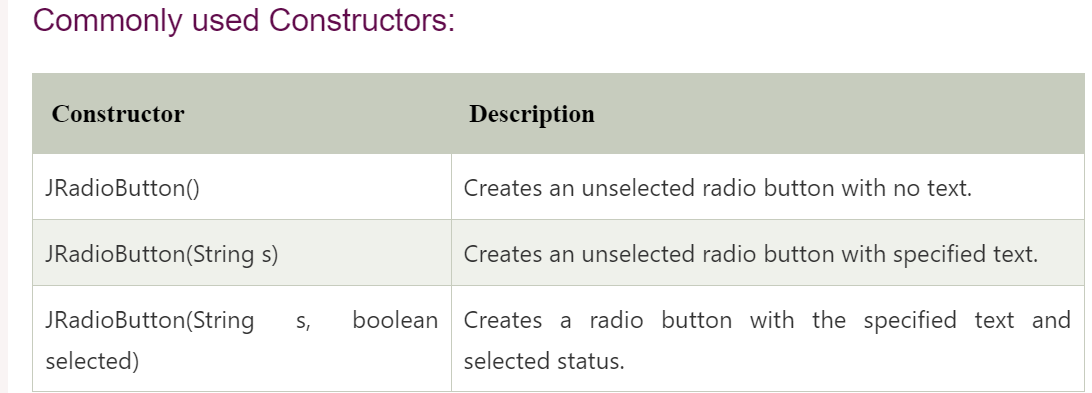 Commonly used Constructors:
Constructor Description
JRadioButton() Creates an unselected radio button with no text.
JRadioButton(String s) Creates an unselected radio button with specified text.
JRadioButton(String s, boolean Creates a radio button with the specified text and
selected) selected status.